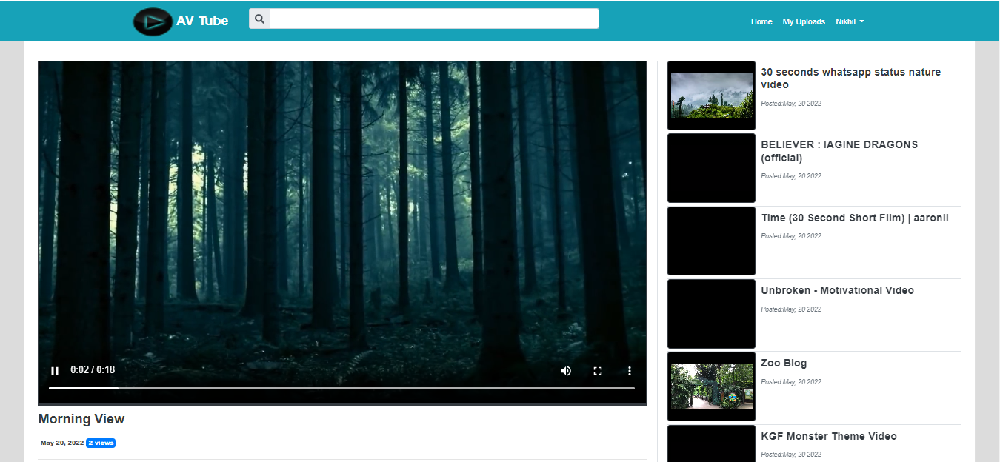 AV Tube
Home My Uploads Nikhil
0:02 / 0:18
Morning View
May 20, 2022 2 views
30 seconds whatsapp status nature
video
Posted:May, 20 2022
BELIEVER : IAGINE DRAGONS
(official)
Posted:May, 20 2022
Time (30 Second Short Film) | aaronli
Posted:May, 20 2022
Unbroken - Motivational Video
Posted:May, 20 2022
Zoo Blog
Posted:May, 20 2022
KGF Monster Theme Video
Posted:May, 20 2022